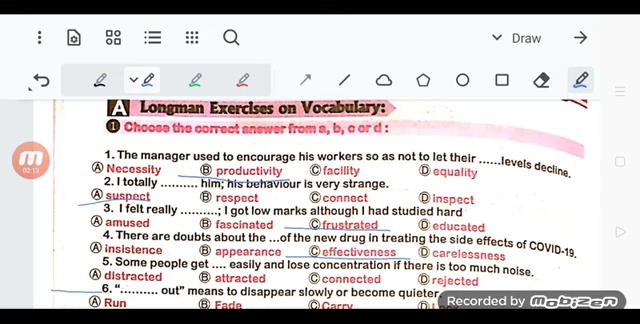 Draw
A Longman Exercises on Vocabulary:
① Choose the correct answer from a, b, c or d :
1. The manager used to encourage his workers so as not to let their ......levels decline.
Ⓐ Necessity Ⓑ productivity Ⓒ facility Ⓓ equality
2. I totally .......... him; his behaviour is very strange.
Ⓐ suspect Ⓑ respect Ⓒ connect Ⓓ inspect
3. I felt really ..........; I got low marks although I had studied hard
Ⓐ amused Ⓑ fascinated Ⓒ frustrated Ⓓ educated
4. There are doubts about the ...of the new drug in treating the side effects of COVID-19.
Ⓐ insistence Ⓑ appearance Ⓒ effectiveness Ⓓ carelessness
5. Some people get .... easily and lose concentration if there is too much noise.
Ⓐ distracted Ⓑ attracted Ⓒ connected Ⓓ rejected
6. “.......... out” means to disappear slowly or become quieter
Ⓐ Run Ⓑ Fade Ⓒ Carry Ⓓ
02:13
Recorded by Mobizen